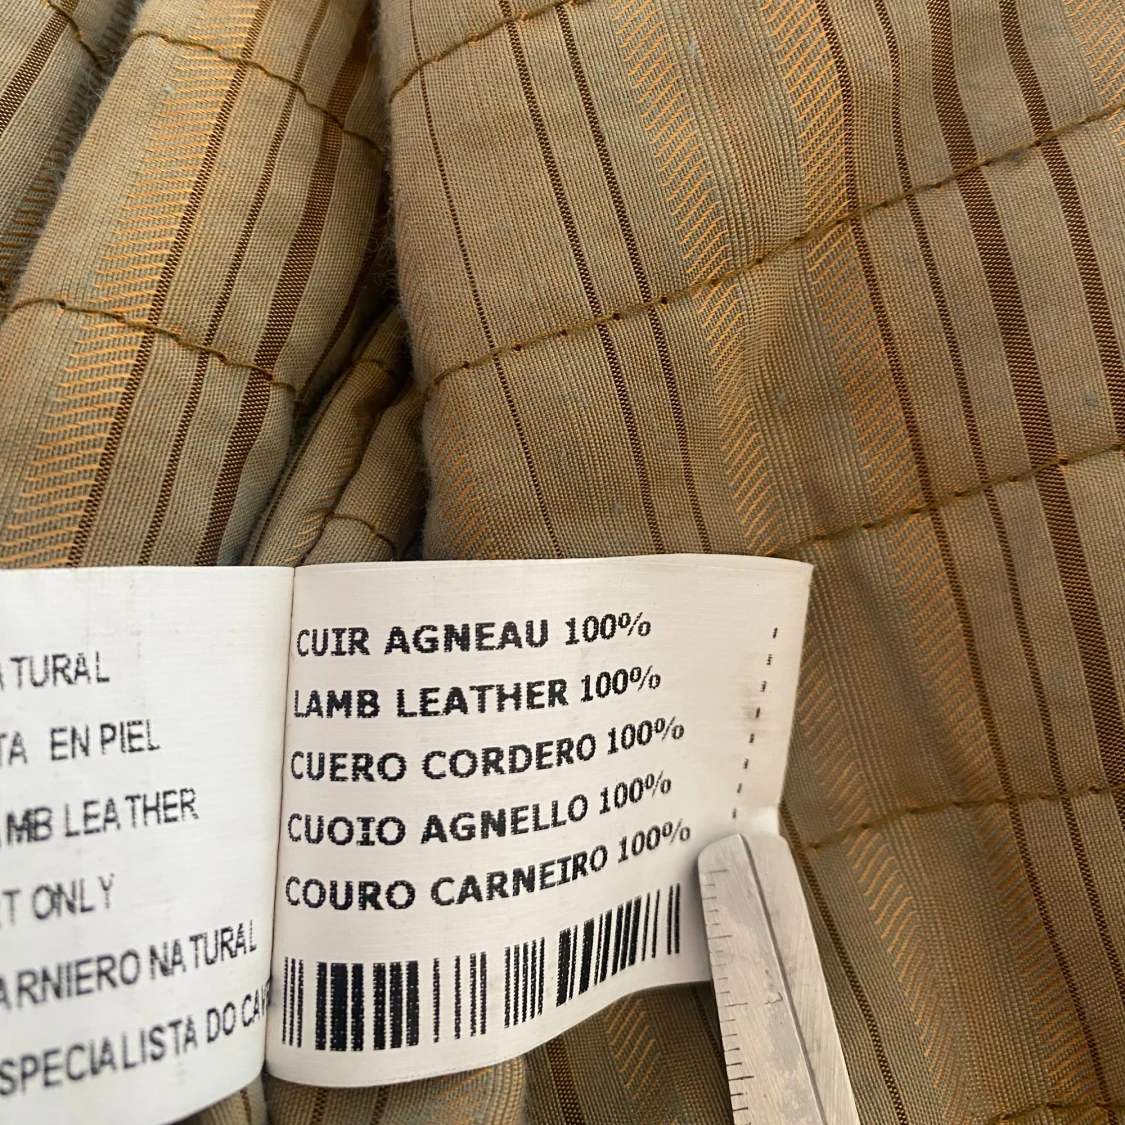 TURAL
TA EN PIEL
MB LEATHER
T ONLY
ARNIERO NATURAL
SPECIALISTA DO
CUIR AGNEAU 100%
LAMB LEATHER 100%
CUERO CORDERO 100%
CUOIO AGNELLO 100%
COURO CARNEIRO 100%